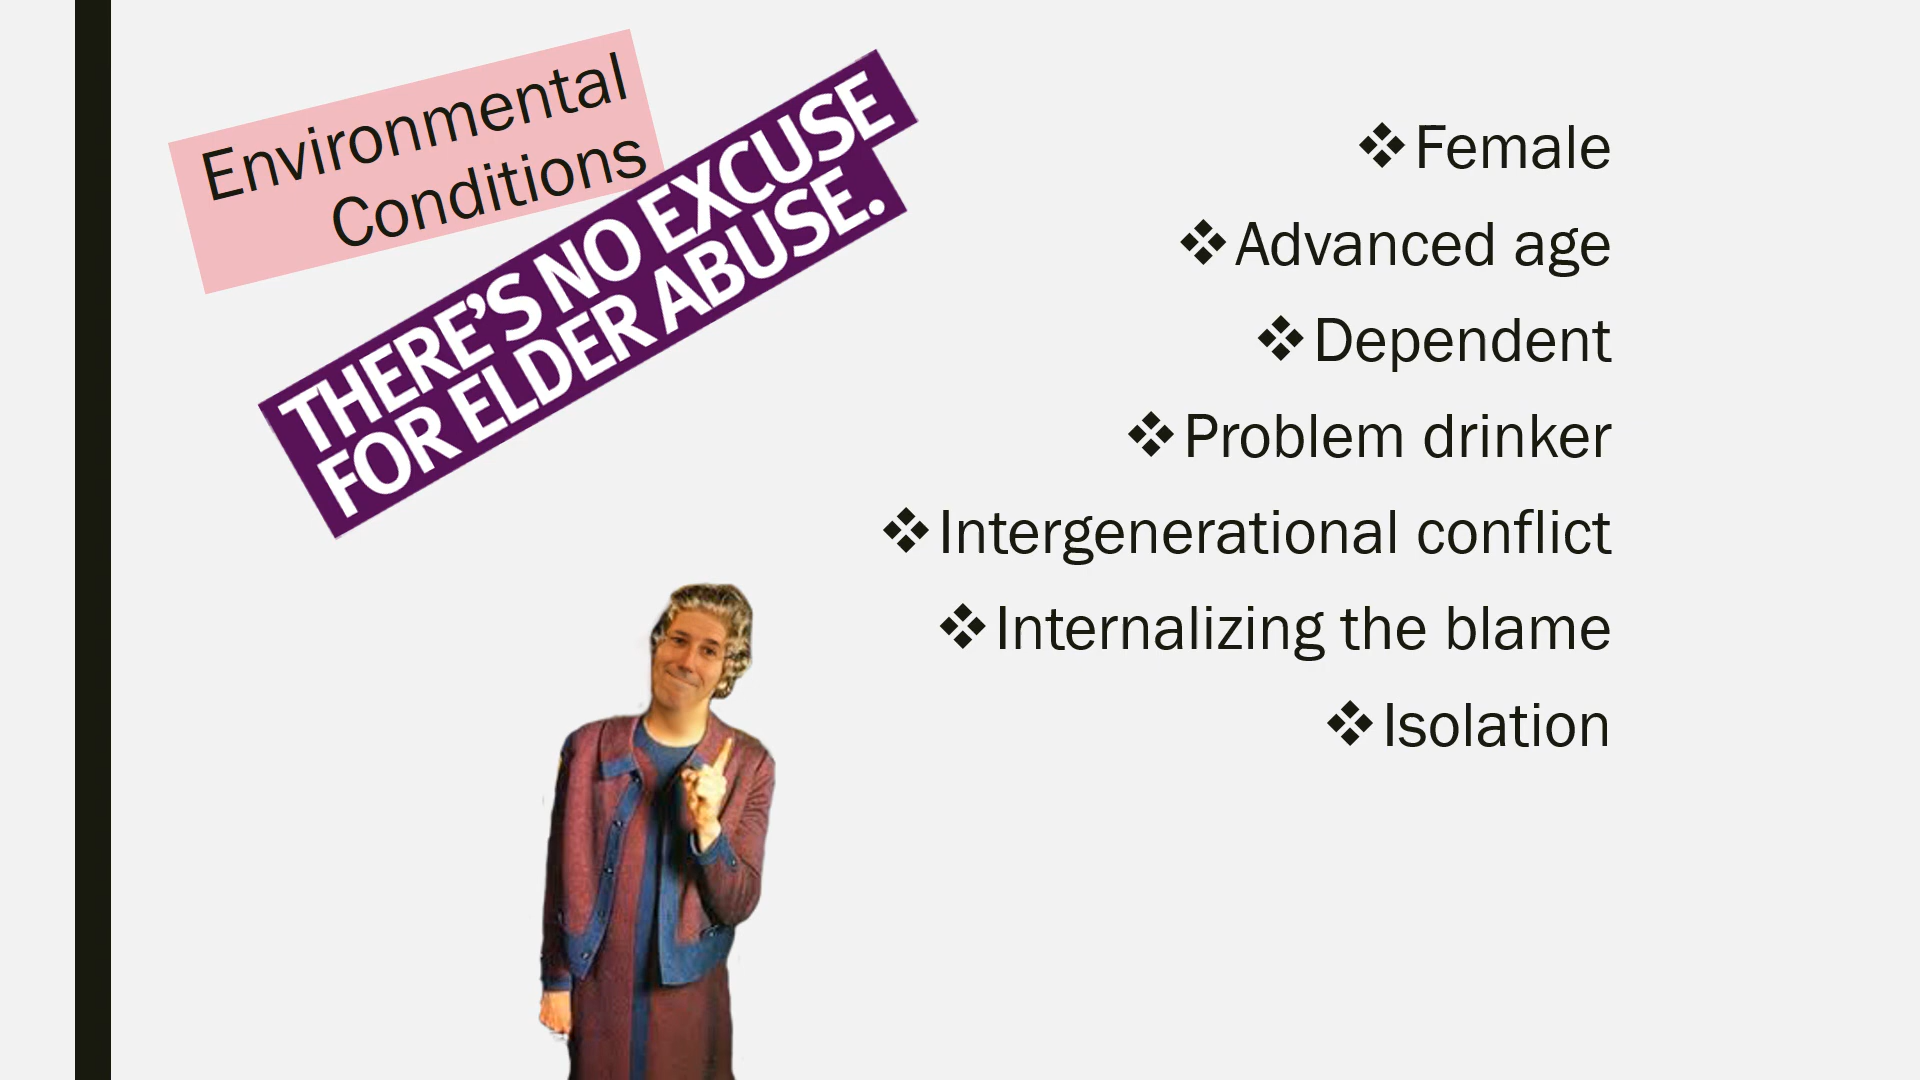 Environmental
Conditions
THERE'S NO EXCUSE
FOR ELDER ABUSE.
❖Female
❖Advanced age
❖Dependent
❖Problem drinker
❖Intergenerational conflict
❖Internalizing the blame
❖Isolation